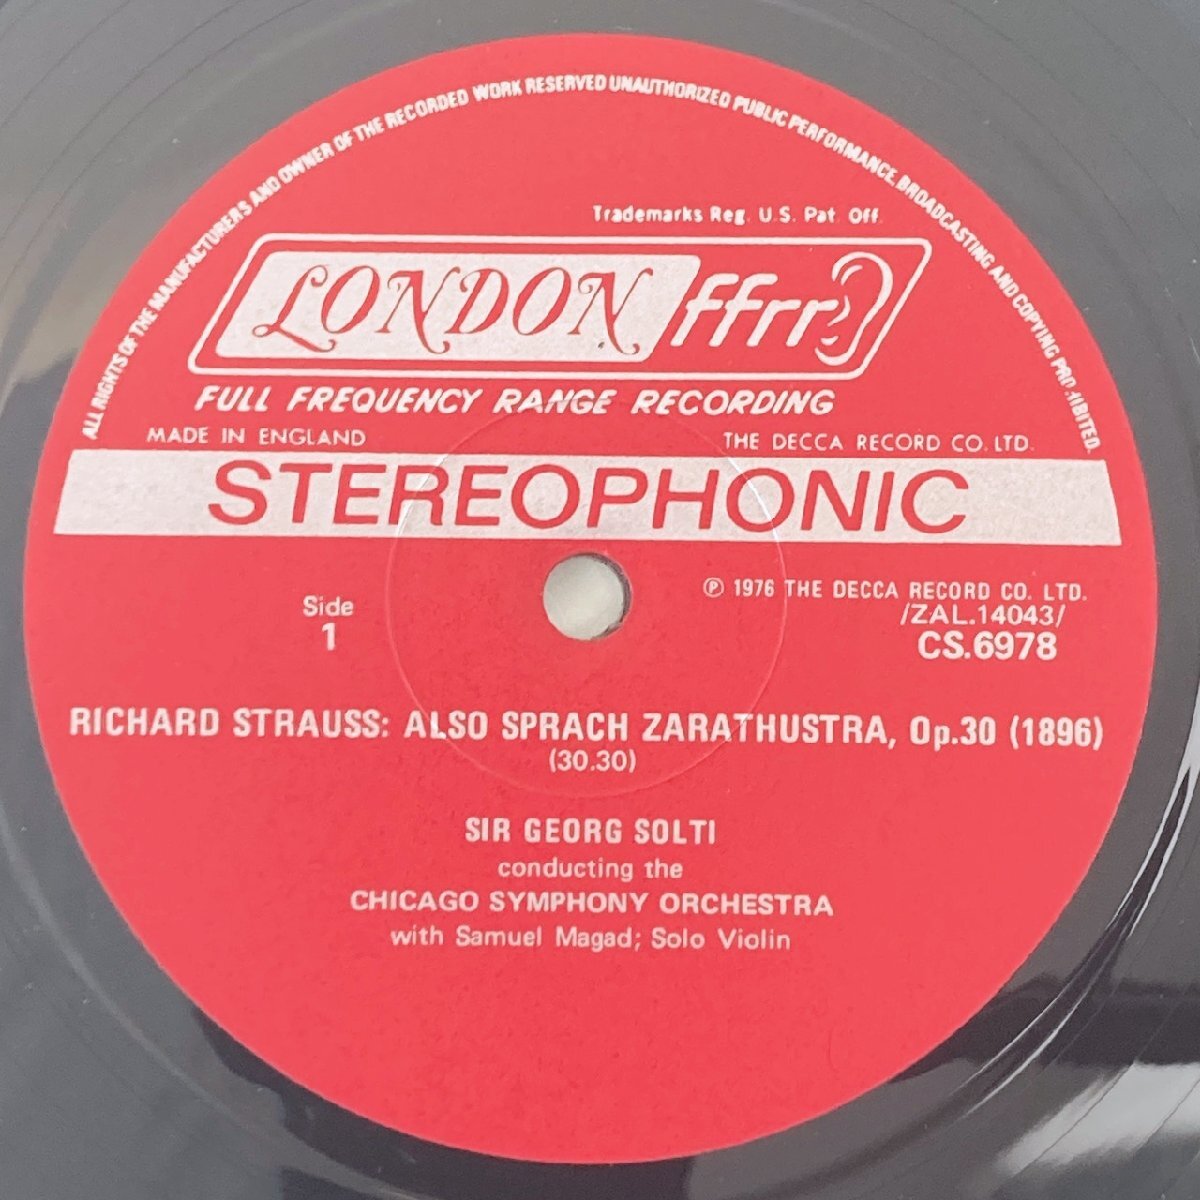 ALL RIGHTS OF THE MANUFACTURERS AND OWNER OF THE RECORDED WORK RESERVED UNAUTHORIZED PUBLIC PERFORMANCE, BROADCASTING AND COPYING PROHIBITED.
Trademarks Reg. U.S. Pat. Off.
LONDON ffrr
FULL FREQUENCY RANGE RECORDING
MADE IN ENGLAND THE DECCA RECORD CO. LTD.
STEREOPHONIC
℗ 1976 THE DECCA RECORD CO. LTD.
Side /ZAL.14043/
1 CS.6978
RICHARD STRAUSS: ALSO SPRACH ZARATHUSTRA, Op.30 (1896)
(30.30)
SIR GEORG SOLTI
conducting the
CHICAGO SYMPHONY ORCHESTRA
with Samuel Magad; Solo Violin